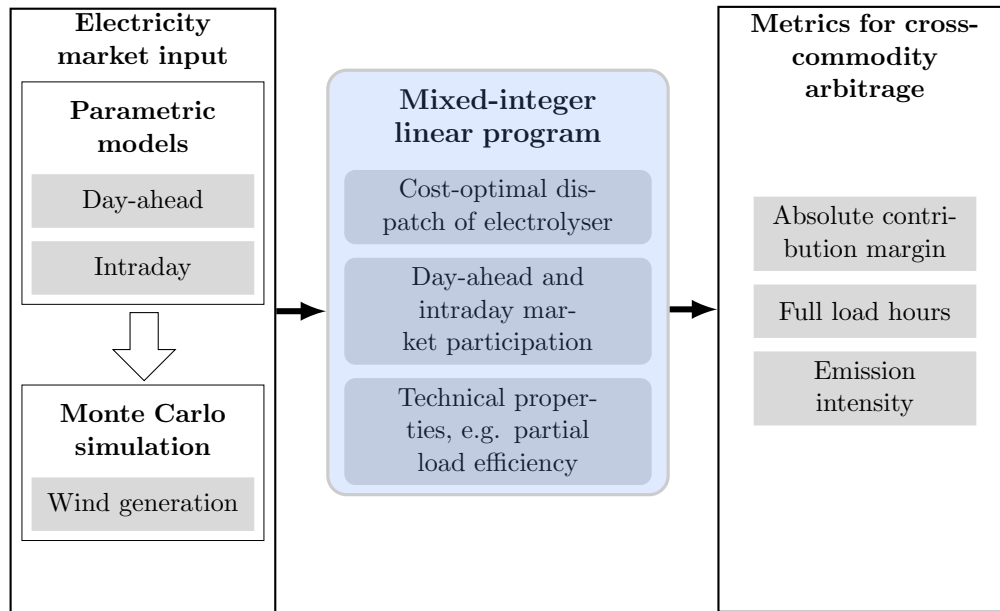 Electricity
market input
Parametric
models
Day-ahead
Intraday
Monte Carlo
simulation
Wind generation
Mixed-integer
linear program
Cost-optimal dis-
patch of electrolyser
Day-ahead and
intraday mar-
ket participation
Technical proper-
ties, e.g. partial
load efficiency
Metrics for cross-
commodity
arbitrage
Absolute contri-
bution margin
Full load hours
Emission
intensity